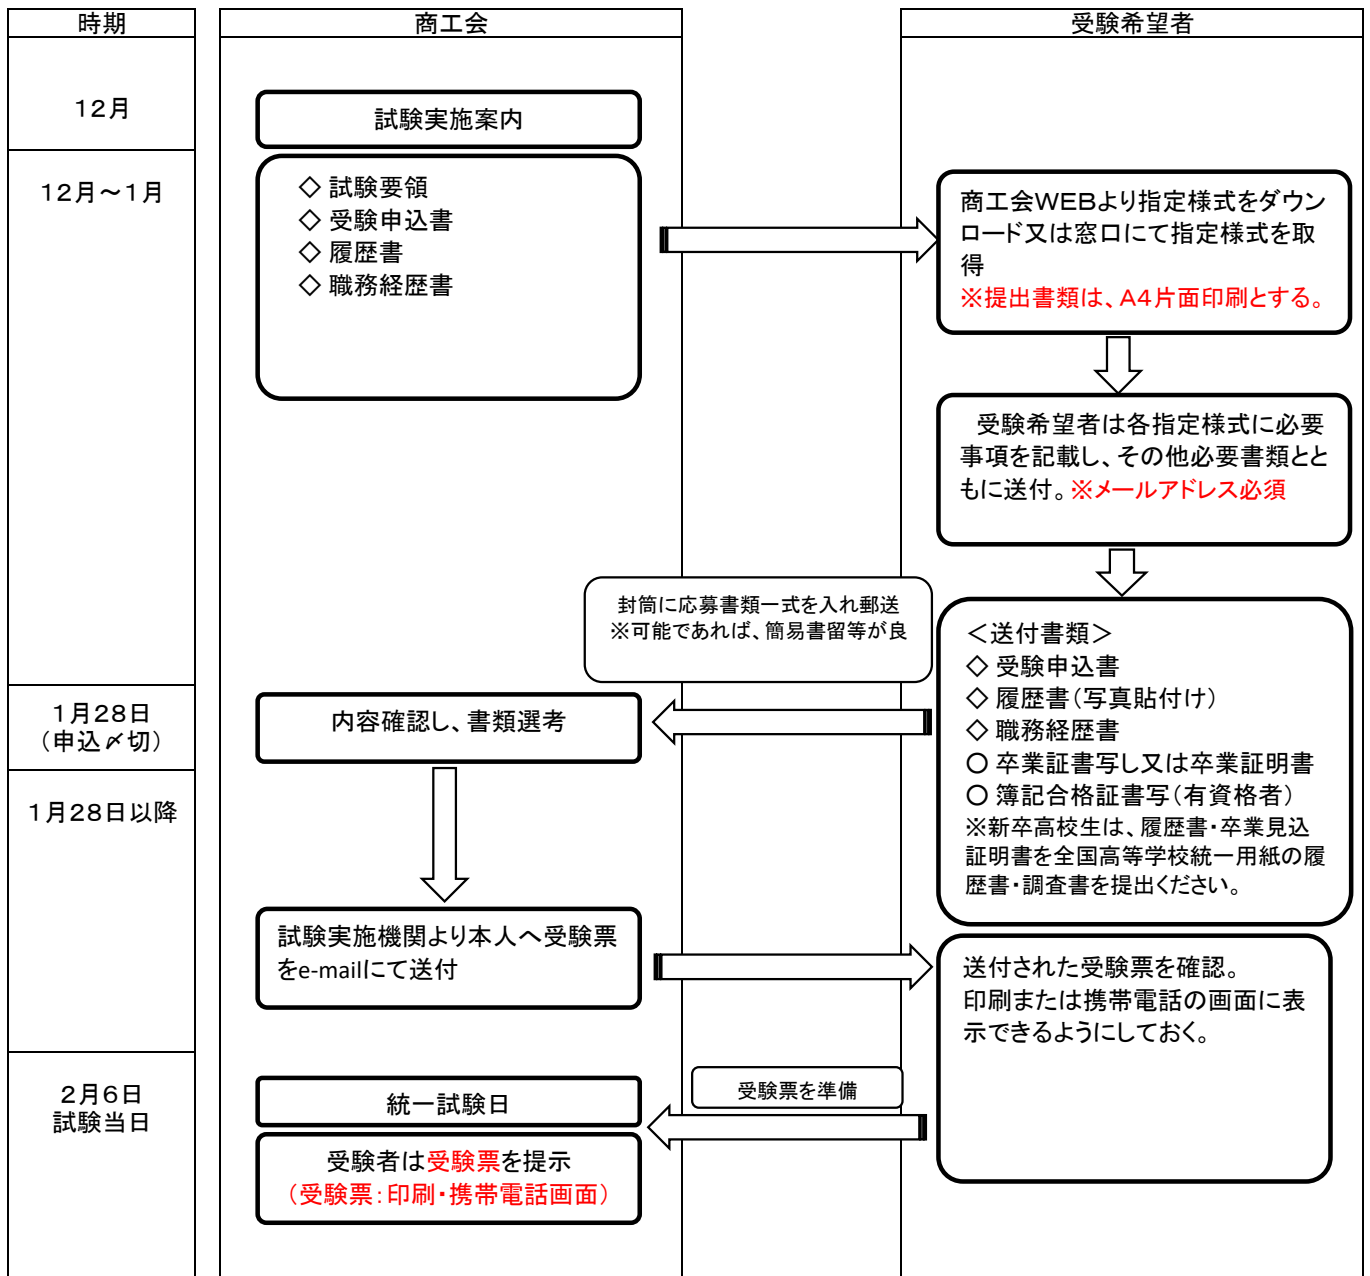 時期
商工会
受験希望者
12月
試験実施案内
12月～1月
◇ 試験要領
◇ 受験申込書
◇ 履歴書
◇ 職務経歴書
商工会WEBより指定様式をダウン
ロード又は窓口にて指定様式を取
得
※提出書類は、A4片面印刷とする。
受験希望者は各指定様式に必要
事項を記載し、その他必要書類とと
もに送付。※メールアドレス必須
封筒に応募書類一式を入れ郵送
※可能であれば、簡易書留等が良
＜送付書類＞
◇ 受験申込書
◇ 履歴書（写真貼付け）
◇ 職務経歴書
○ 卒業証書写し又は卒業証明書
○ 簿記合格証書写（有資格者）
※新卒高校生は、履歴書・卒業見込
証明書を全国高等学校統一用紙の履
歴書・調査書を提出ください。
1月28日
（申込〆切）
内容確認し、書類選考
1月28日以降
試験実施機関より本人へ受験票
をe-mailにて送付
送付された受験票を確認。
印刷または携帯電話の画面に表
示できるようにしておく。
2月6日
試験当日
統一試験日
受験票を準備
受験者は受験票を提示
（受験票：印刷・携帯電話画面）